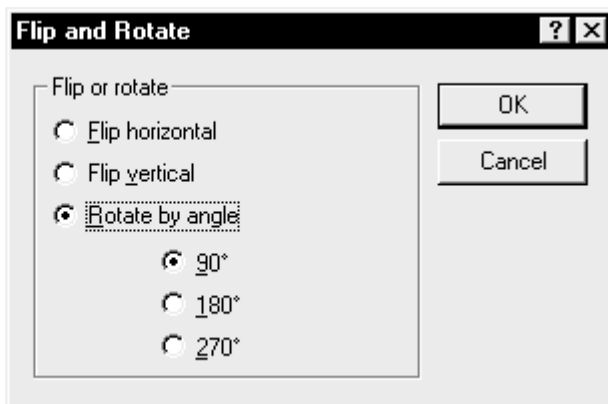 Flip and Rotate
Flip or rotate
Flip horizontal
Flip vertical
Rotate by angle
90°
180°
270°
OK
Cancel